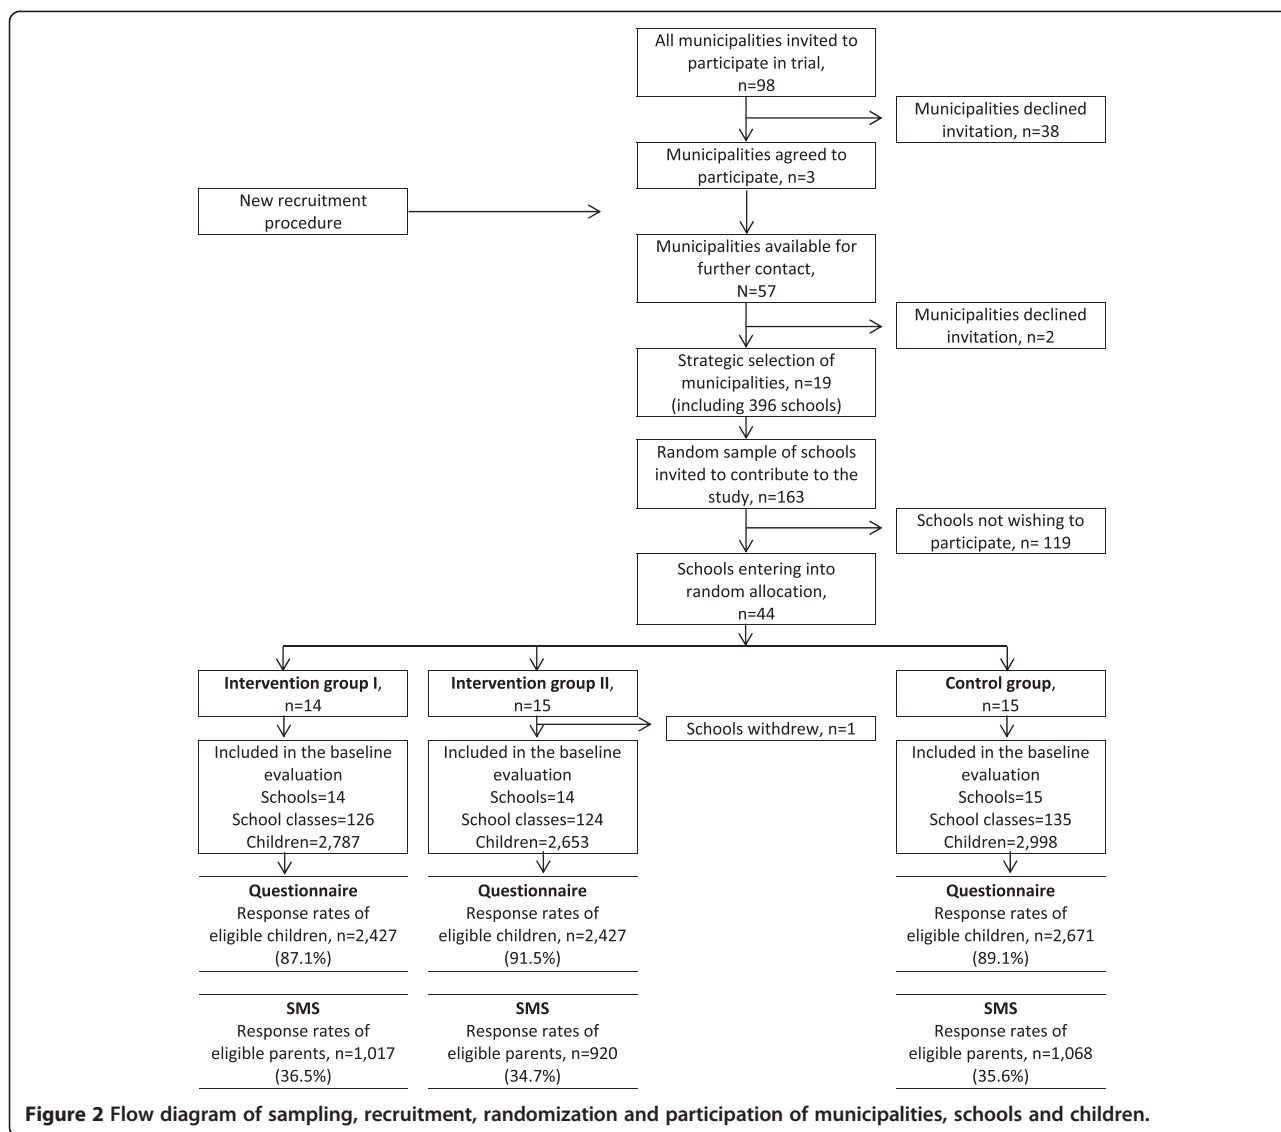 All municipalities invited to
participate in trial,
n=98
Municipalities declined
invitation, n=38
Municipalities agreed to
participate, n=3
New recruitment
procedure
Municipalities available for
further contact,
N=57
Municipalities declined
invitation, n=2
Strategic selection of
municipalities, n=19
(including 396 schools)
Random sample of schools
invited to contribute to the
study, n=163
Schools not wishing to
participate, n= 119
Schools entering into
random allocation,
n=44
Intervention group I,
n=14
Intervention group II,
n=15
Control group,
n=15
Schools withdrew, n=1
Included in the baseline
evaluation
Schools=14
School classes=126
Children=2,787
Included in the baseline
evaluation
Schools=14
School classes=124
Children=2,653
Included in the baseline
evaluation
Schools=15
School classes=135
Children=2,998
Questionnaire
Response rates of
eligible children, n=2,427
(87.1%)
Questionnaire
Response rates of
eligible children, n=2,427
(91.5%)
Questionnaire
Response rates of
eligible children, n=2,671
(89.1%)
SMS
Response rates of
eligible parents, n=1,017
(36.5%)
SMS
Response rates of
eligible parents, n=920
(34.7%)
SMS
Response rates of
eligible parents, n=1,068
(35.6%)
Figure 2 Flow diagram of sampling, recruitment, randomization and participation of municipalities, schools and children.